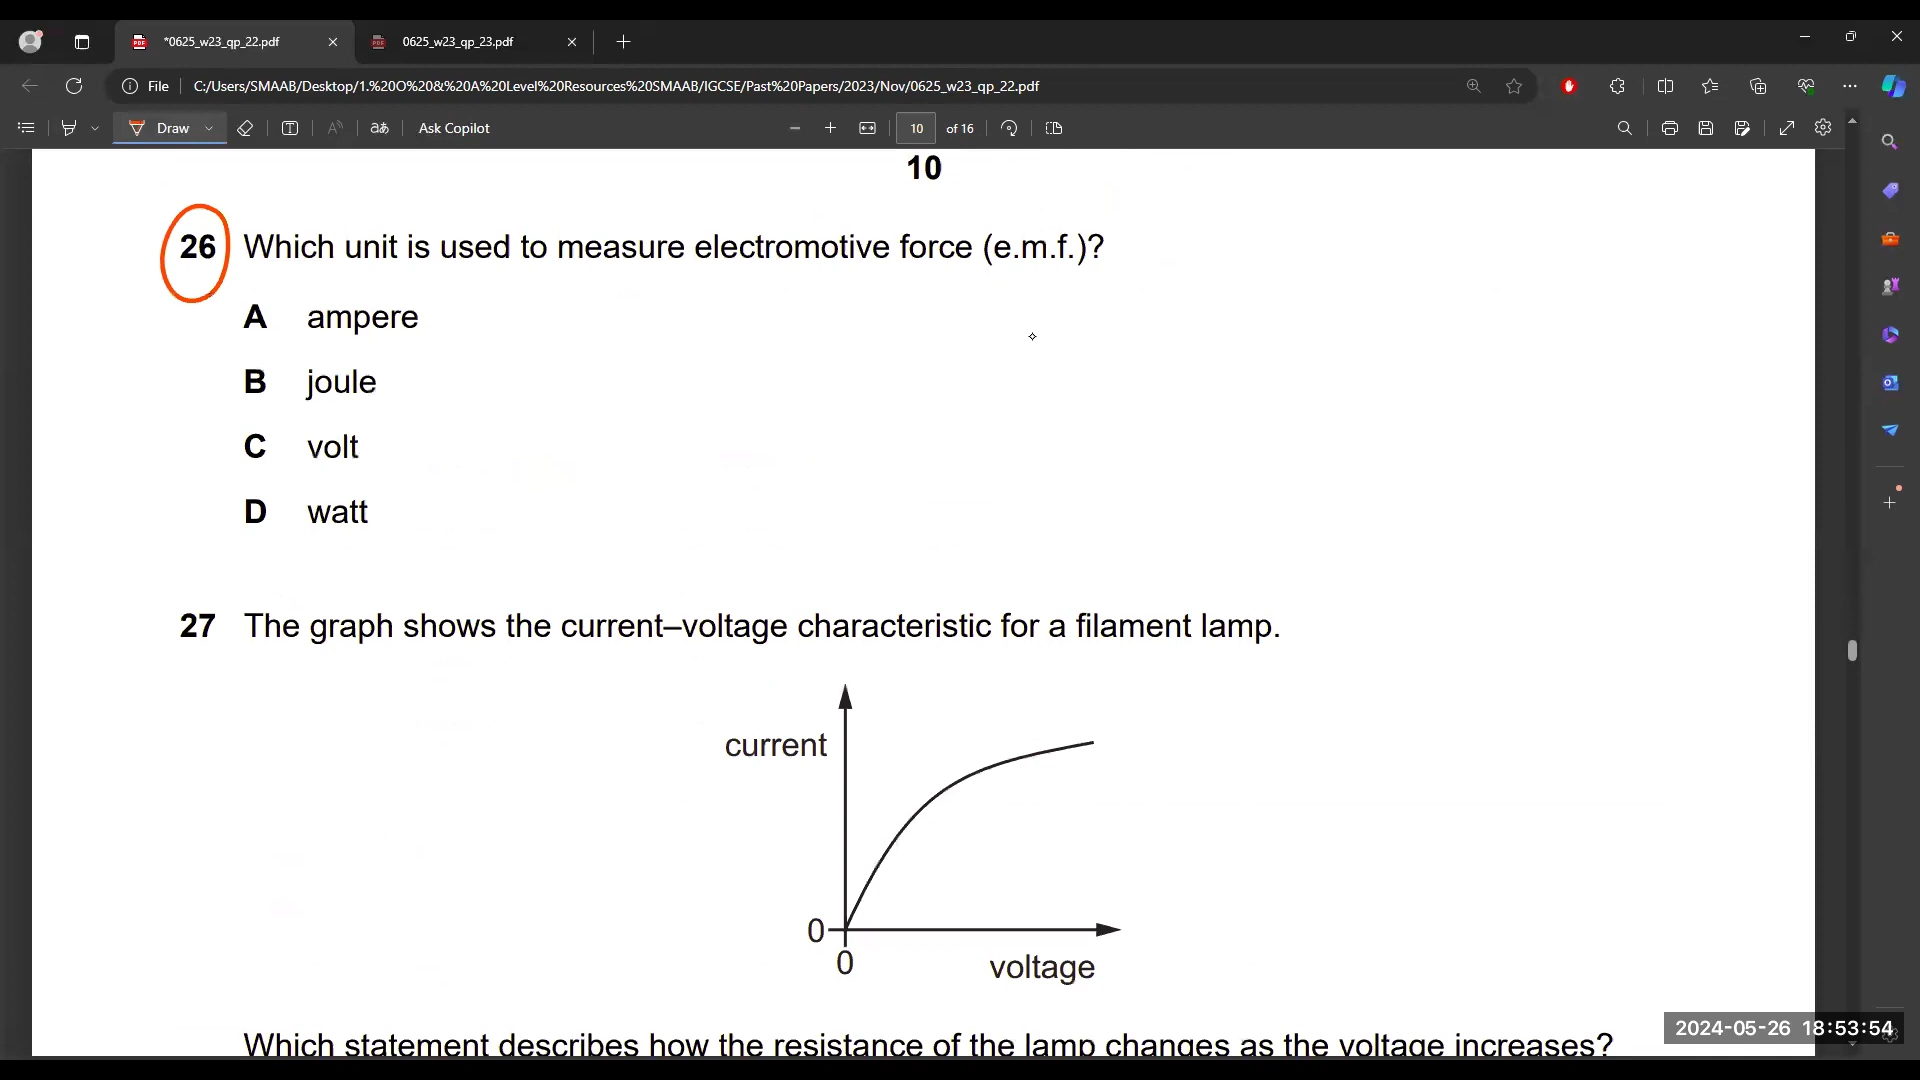 *0625_w23_qp_22.pdf
0625_w23_qp_23.pdf
File
C:/Users/SMAAB/Desktop/1.%20O%20&%20A%20Level%20Resources%20SMAAB/IGCSE/Past%20Papers/2023/Nov/0625_w23_qp_22.pdf
Draw
Ask Copilot
10 of 16
10
26 Which unit is used to measure electromotive force (e.m.f.)?
A ampere
B joule
C volt
D watt
27 The graph shows the current–voltage characteristic for a filament lamp.
current
0
0
voltage
Which statement describes how the resistance of the lamp changes as the voltage increases?
2024-05-26 18:53:54